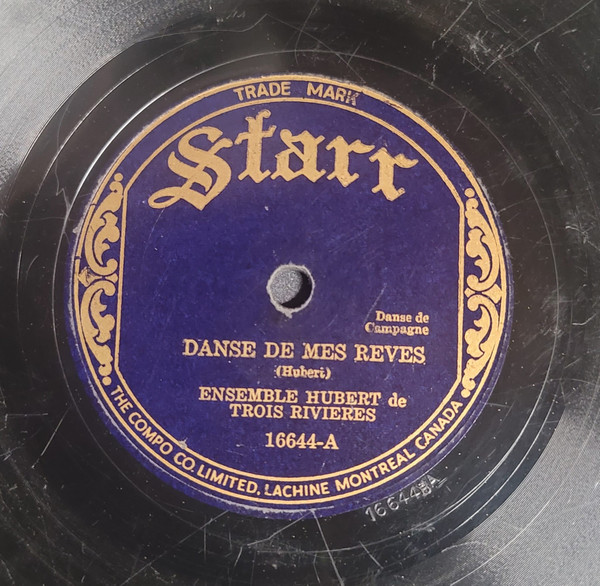 TRADE MARK
Starr
Danse de
Campagne
DANSE DE MES REVES
(Hubert)
ENSEMBLE HUBERT de
TROIS RIVIERES
16644-A
THE COMPO CO. LIMITED, LACHINE MONTREAL CANADA.